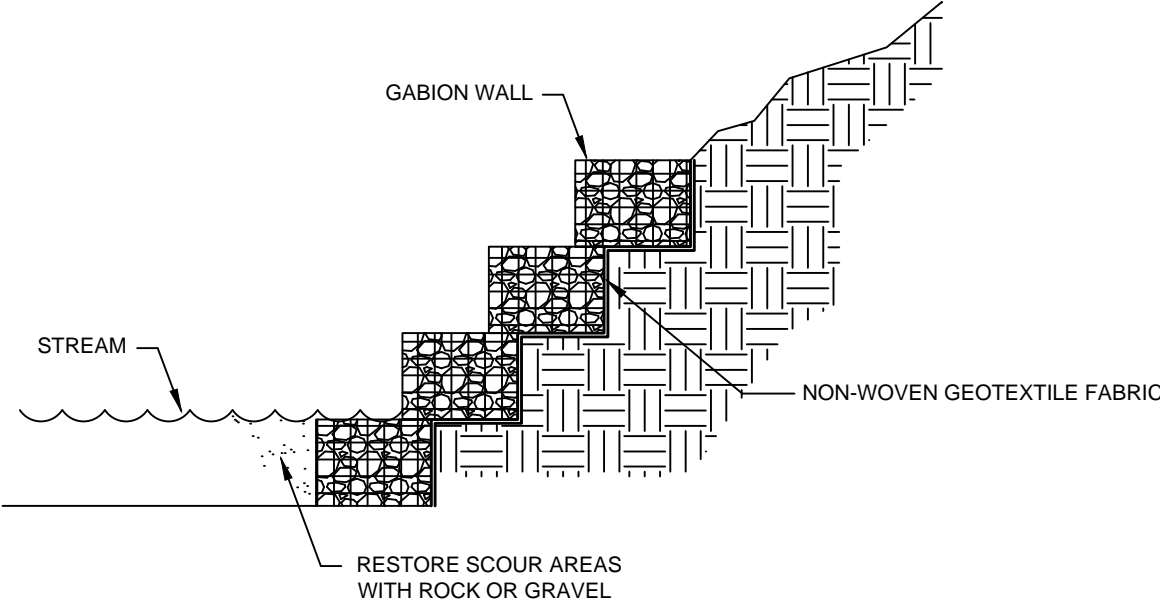 GABION WALL
STREAM
NON-WOVEN GEOTEXTILE FABRIC
RESTORE SCOUR AREAS
WITH ROCK OR GRAVEL